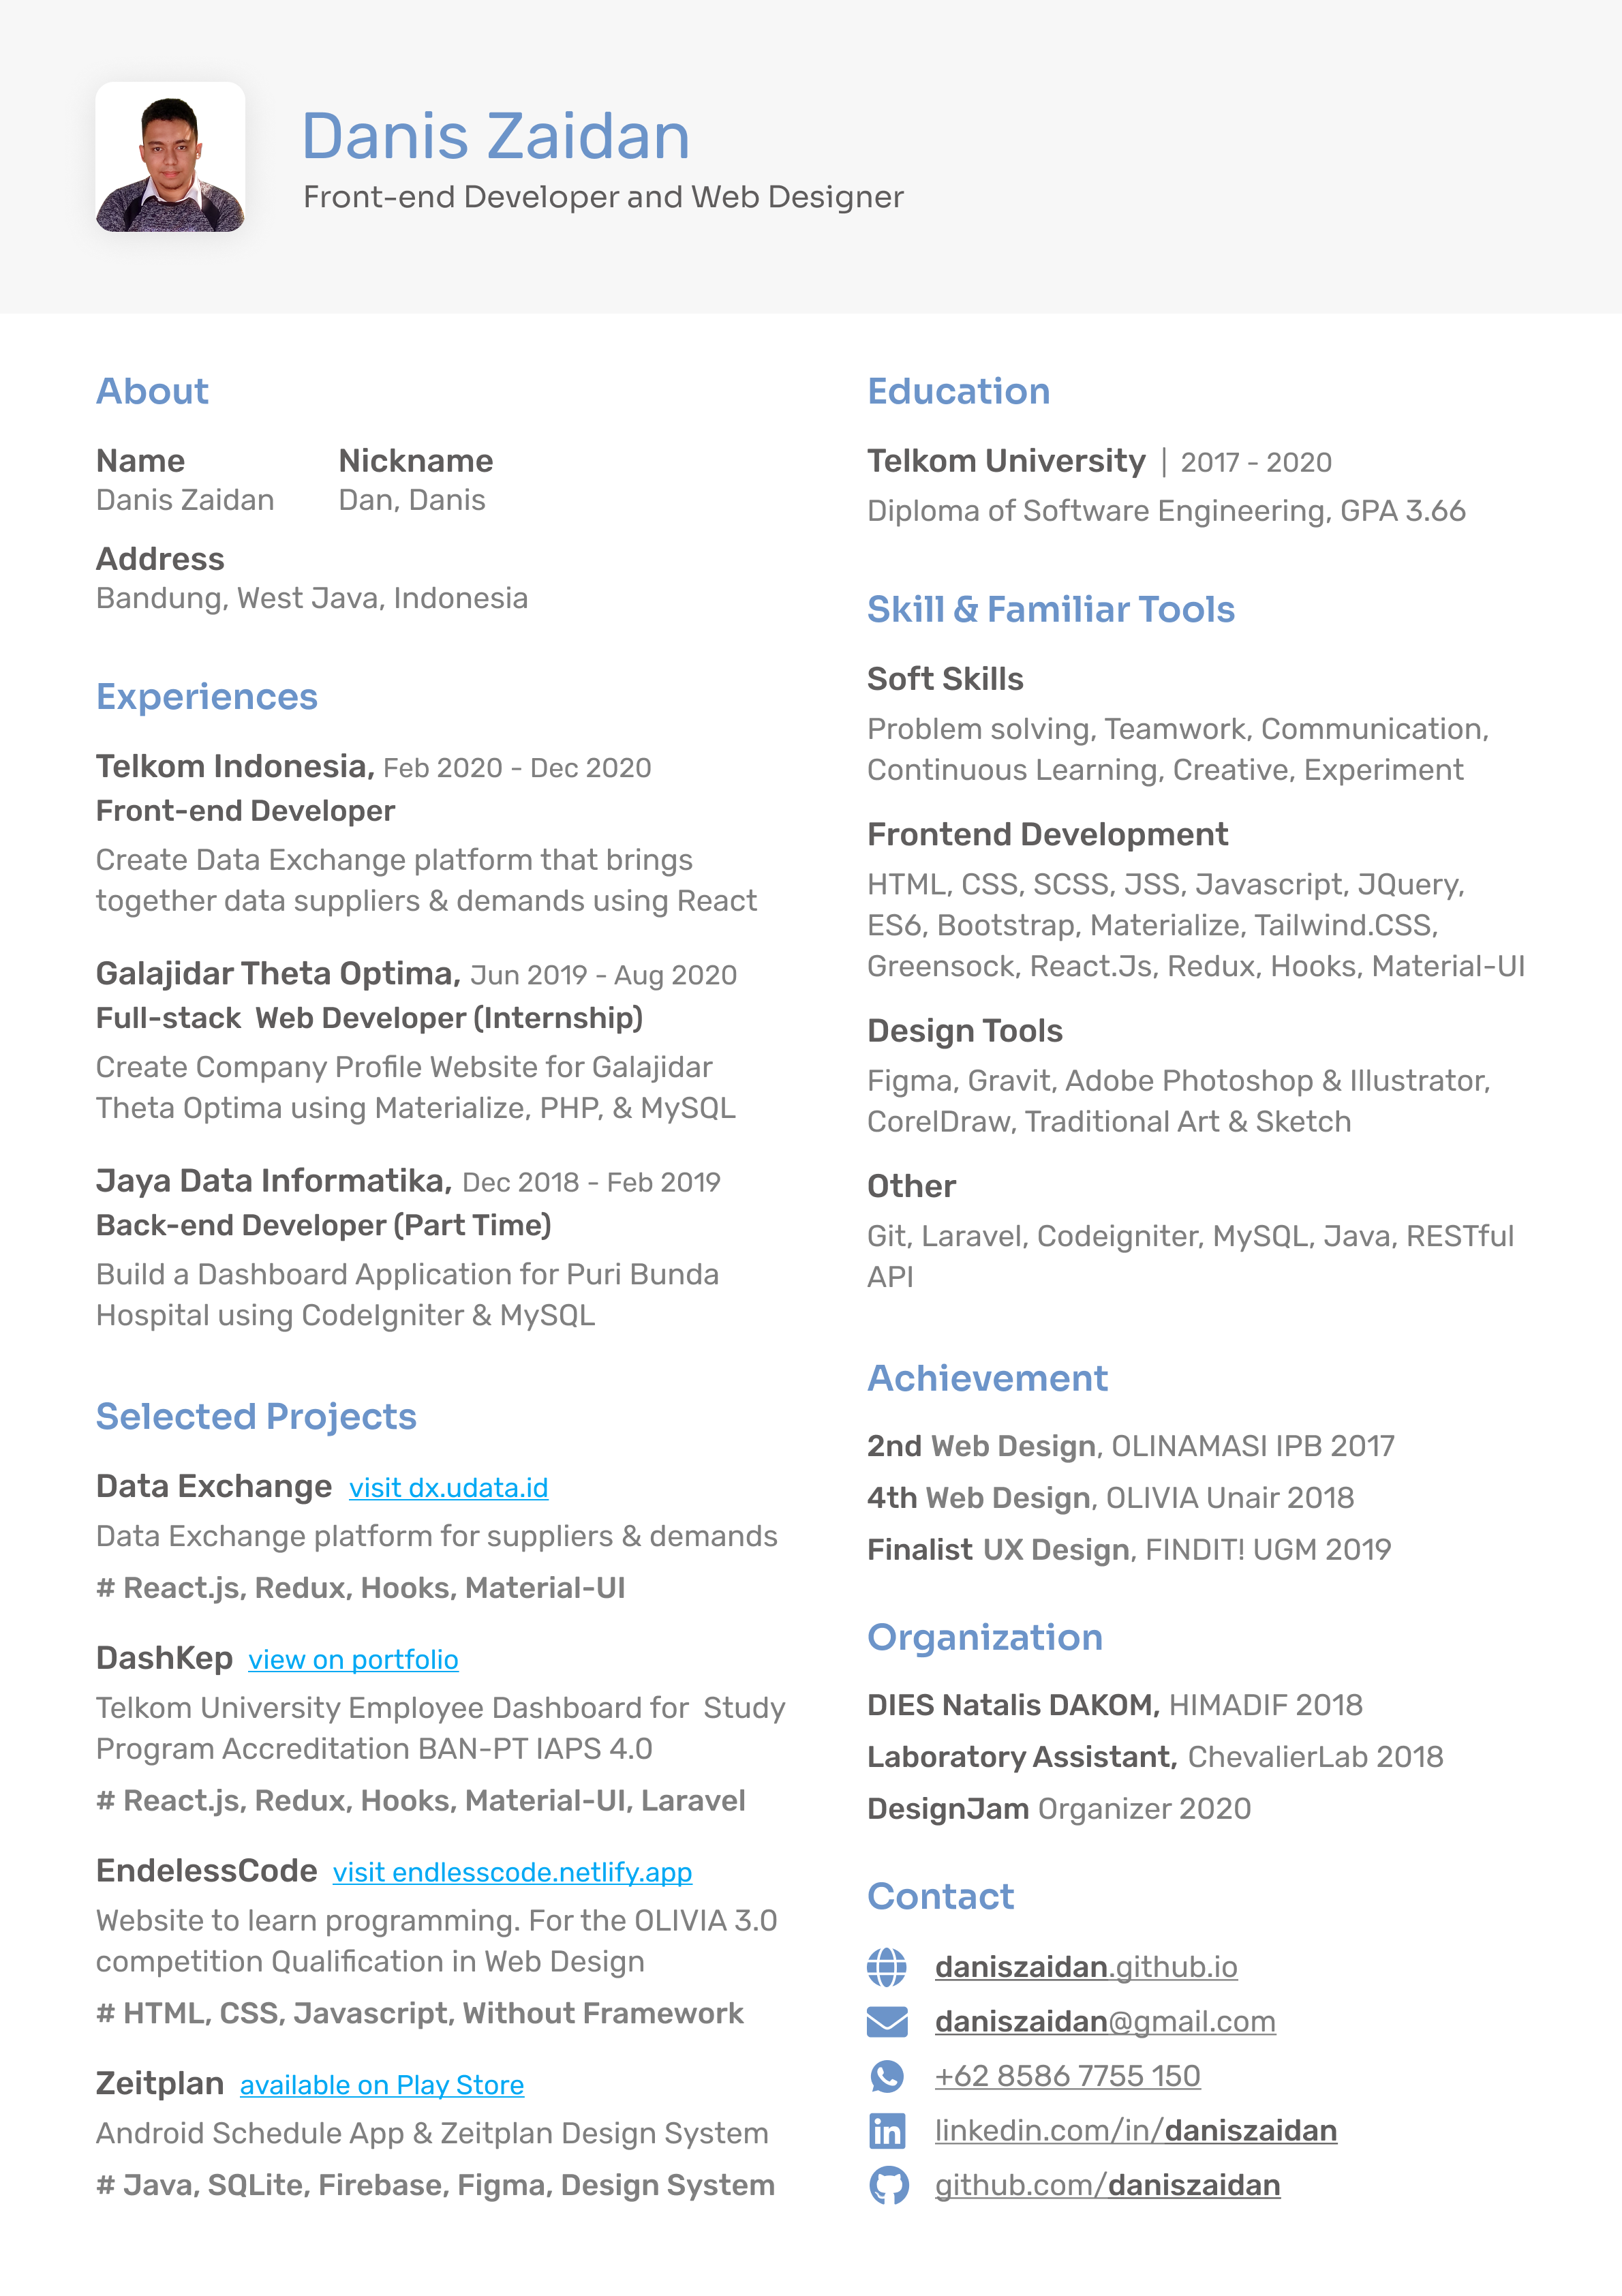 Danis Zaidan
Front-end Developer and Web Designer
About
Name Nickname
Danis Zaidan Dan, Danis
Address
Bandung, West Java, Indonesia
Experiences
Telkom Indonesia, Feb 2020 - Dec 2020
Front-end Developer
Create Data Exchange platform that brings
together data suppliers & demands using React
Galajidar Theta Optima, Jun 2019 - Aug 2020
Full-stack Web Developer (Internship)
Create Company Profile Website for Galajidar
Theta Optima using Materialize, PHP, & MySQL
Jaya Data Informatika, Dec 2018 - Feb 2019
Back-end Developer (Part Time)
Build a Dashboard Application for Puri Bunda
Hospital using CodeIgniter & MySQL
Selected Projects
Data Exchange visit dx.udata.id
Data Exchange platform for suppliers & demands
# React.js, Redux, Hooks, Material-UI
DashKep view on portfolio
Telkom University Employee Dashboard for Study
Program Accreditation BAN-PT IAPS 4.0
# React.js, Redux, Hooks, Material-UI, Laravel
EndelessCode visit endlesscode.netlify.app
Website to learn programming. For the OLIVIA 3.0
competition Qualification in Web Design
# HTML, CSS, Javascript, Without Framework
Zeitplan available on Play Store
Android Schedule App & Zeitplan Design System
# Java, SQLite, Firebase, Figma, Design System
Education
Telkom University | 2017 - 2020
Diploma of Software Engineering, GPA 3.66
Skill & Familiar Tools
Soft Skills
Problem solving, Teamwork, Communication,
Continuous Learning, Creative, Experiment
Frontend Development
HTML, CSS, SCSS, JSS, Javascript, JQuery,
ES6, Bootstrap, Materialize, Tailwind.CSS,
Greensock, React.Js, Redux, Hooks, Material-UI
Design Tools
Figma, Gravit, Adobe Photoshop & Illustrator,
CorelDraw, Traditional Art & Sketch
Other
Git, Laravel, Codeigniter, MySQL, Java, RESTful
API
Achievement
2nd Web Design, OLINAMASI IPB 2017
4th Web Design, OLIVIA Unair 2018
Finalist UX Design, FINDIT! UGM 2019
Organization
DIES Natalis DAKOM, HIMADIF 2018
Laboratory Assistant, ChevalierLab 2018
DesignJam Organizer 2020
Contact
daniszaidan.github.io
daniszaidan@gmail.com
+62 8586 7755 150
linkedin.com/in/daniszaidan
github.com/daniszaidan